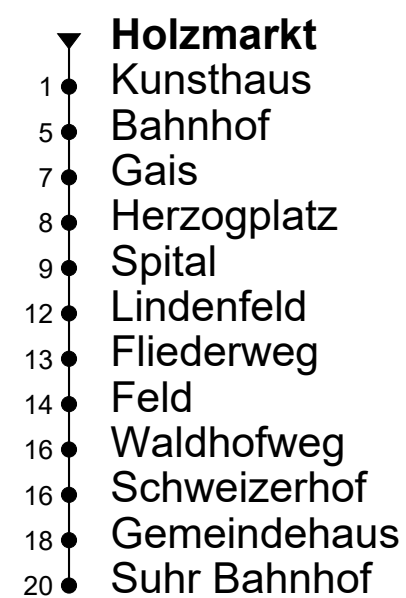 Holzmarkt
1 Kunsthaus
5 Bahnhof
7 Gais
8 Herzogplatz
9 Spital
12 Lindenfeld
13 Fliederweg
14 Feld
16 Waldhofweg
16 Schweizerhof
18 Gemeindehaus
20 Suhr Bahnhof